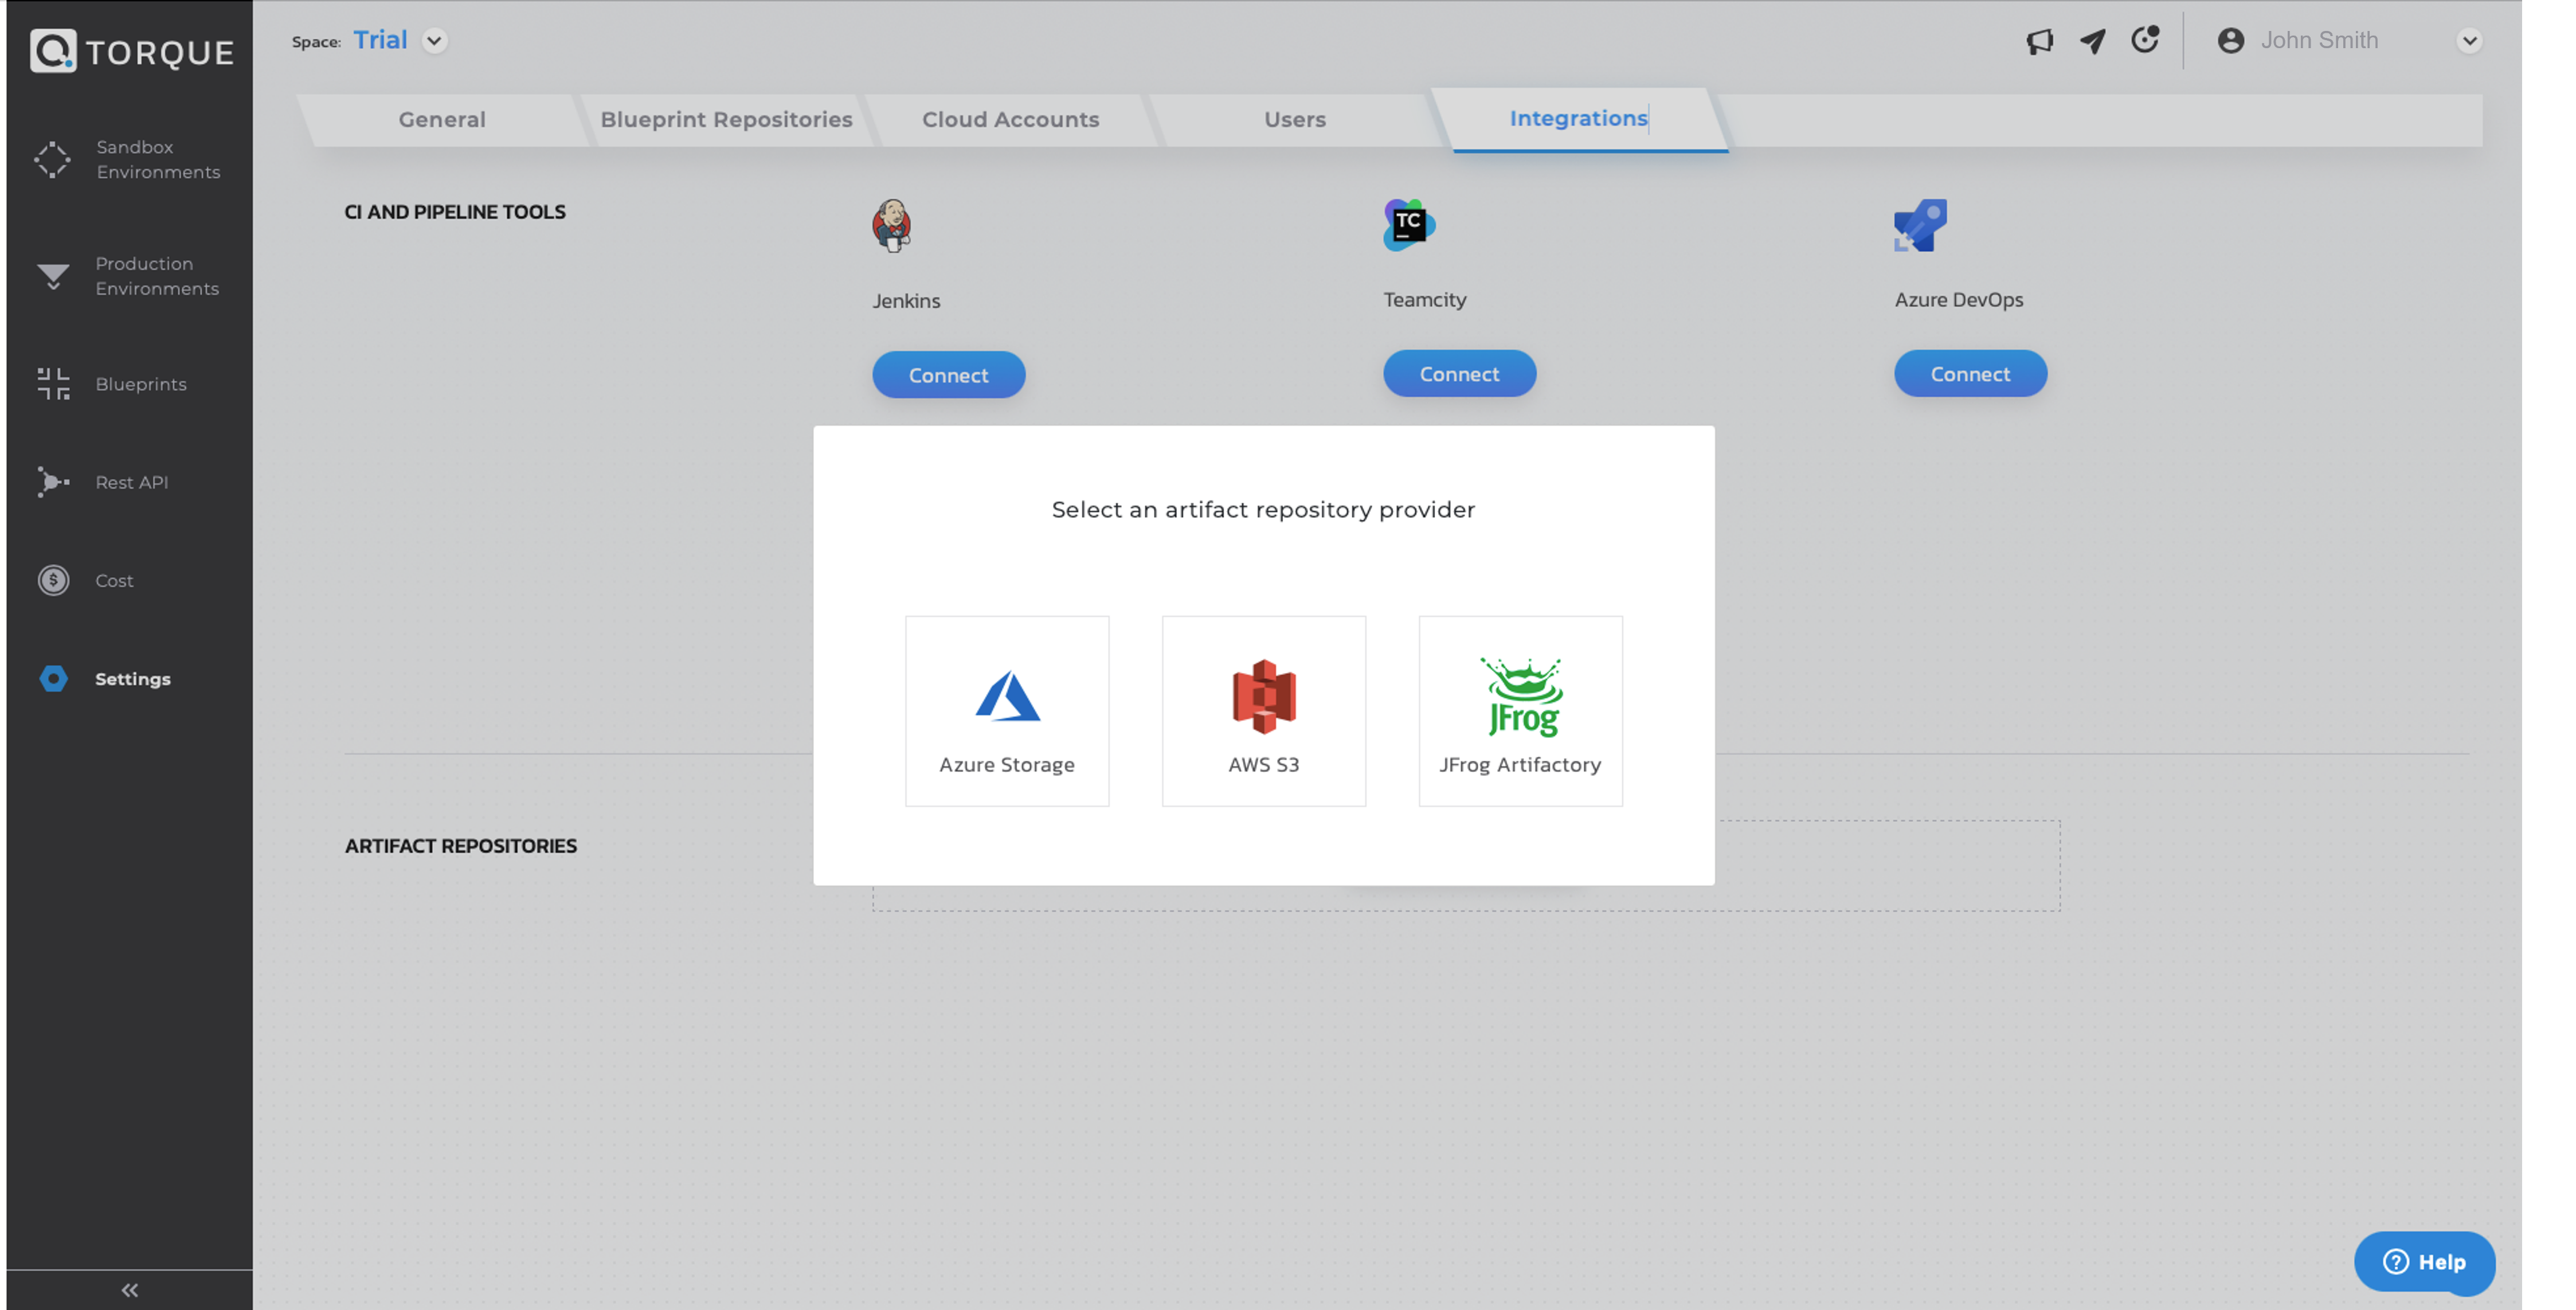 TORQUE
Space: Trial
John Smith
General
Blueprint Repositories
Cloud Accounts
Users
Integrations
Sandbox
Environments
Production
Environments
Blueprints
Rest API
$
Cost
Settings
CI AND PIPELINE TOOLS
TC
Jenkins
Teamcity
Azure DevOps
Connect
Connect
Connect
Select an artifact repository provider
JFrog
Azure Storage
AWS S3
JFrog Artifactory
ARTIFACT REPOSITORIES
? Help